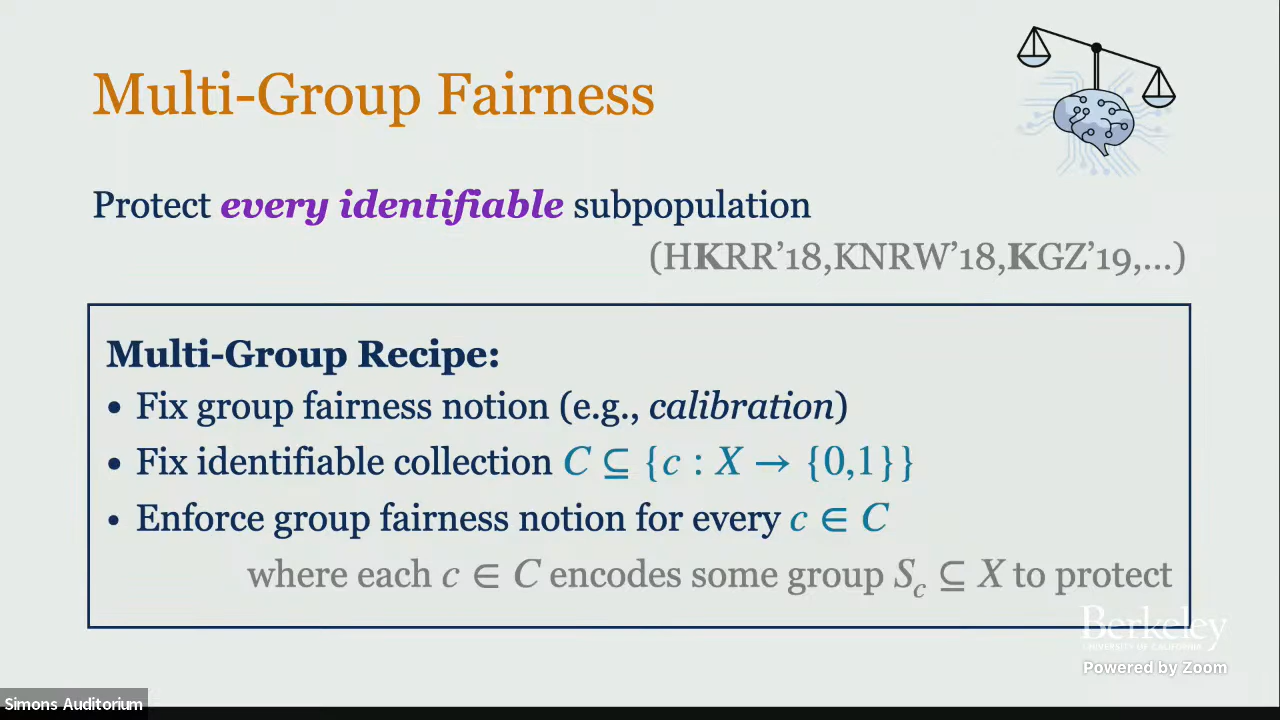 Multi-Group Fairness
Protect every identifiable subpopulation
(HKRR’18,KNRW’18,KGZ’19,...)
Multi-Group Recipe:
• Fix group fairness notion (e.g., calibration)
• Fix identifiable collection C ⊆ {c : X → {0,1}}
• Enforce group fairness notion for every c ∈ C
where each c ∈ C encodes some group S_c ⊆ X to protect
Berkeley
UNIVERSITY OF CALIFORNIA
Powered by Zoom
Simons Auditorium